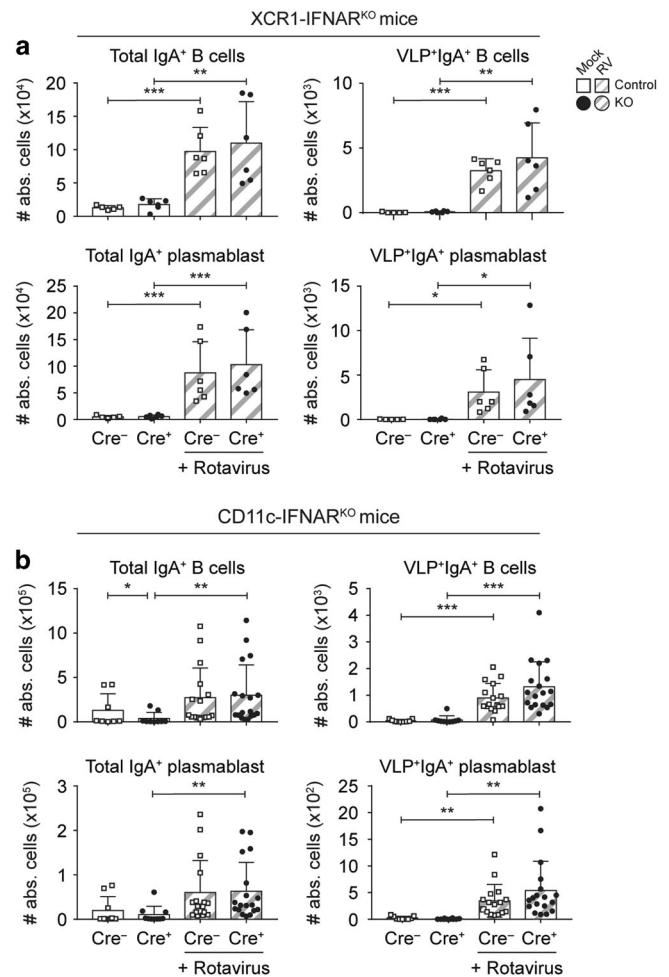 XCR1-IFNARᴷᴼ mice
a
Total IgA⁺ B cells
VLP⁺IgA⁺ B cells
Mock
RV
Control
KO
# abs. cells (x10⁴)
20
15
10
5
0
***
**
# abs. cells (x10³)
10
5
0
***
**
Total IgA⁺ plasmablast
VLP⁺IgA⁺ plasmablast
# abs. cells (x10⁴)
25
20
15
10
5
0
***
***
# abs. cells (x10³)
15
10
5
0
*
*
Cre⁻ Cre⁺ Cre⁻ Cre⁺
+ Rotavirus
Cre⁻ Cre⁺ Cre⁻ Cre⁺
+ Rotavirus
CD11c-IFNARᴷᴼ mice
b
Total IgA⁺ B cells
VLP⁺IgA⁺ B cells
# abs. cells (x10⁵)
15
10
5
0
*
**
# abs. cells (x10³)
5
4
3
2
1
0
***
***
Total IgA⁺ plasmablast
VLP⁺IgA⁺ plasmablast
# abs. cells (x10⁵)
3
2
1
0
**
# abs. cells (x10²)
25
20
15
10
5
0
**
**
Cre⁻ Cre⁺ Cre⁻ Cre⁺
+ Rotavirus
Cre⁻ Cre⁺ Cre⁻ Cre⁺
+ Rotavirus